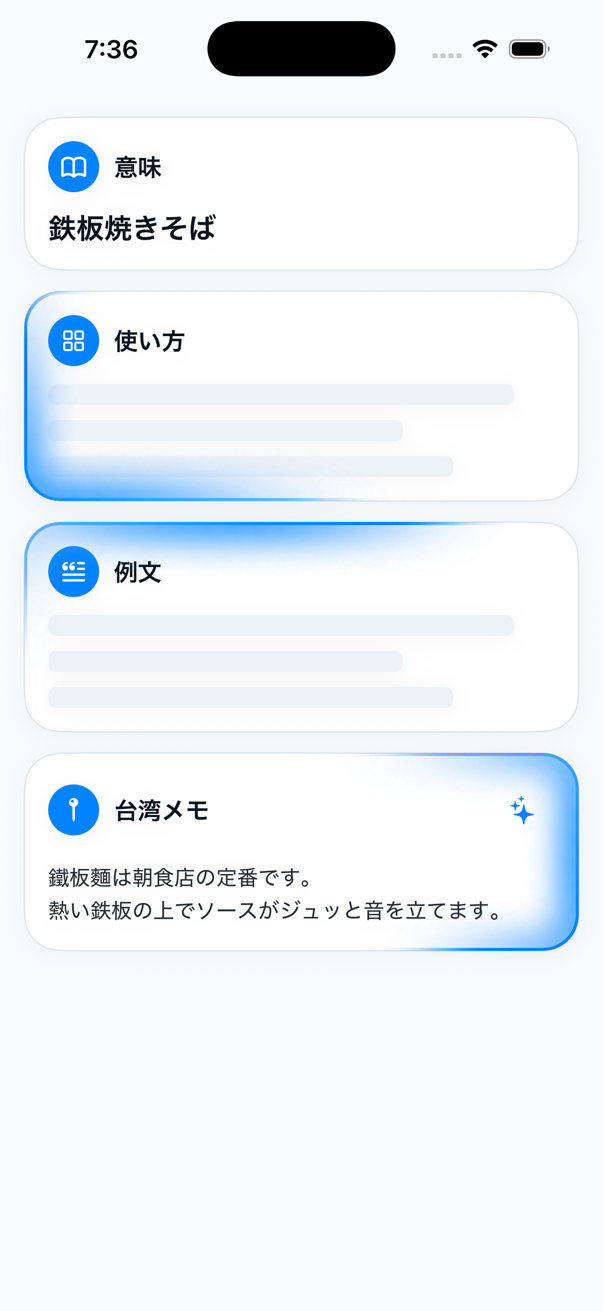 7:36
意味
鉄板焼きそば
使い方
例文
台湾メモ
鐵板麵は朝食店の定番です。
熱い鉄板の上でソースがジュッと音を立てます。